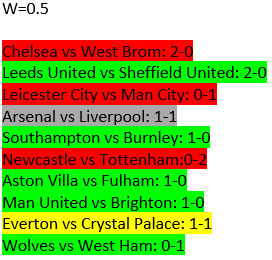 W=0.5
Chelsea vs West Brom: 2-0
Leeds United vs Sheffield United: 2-0
Leicester City vs Man City: 0-1
Arsenal vs Liverpool: 1-1
Southampton vs Burnley: 1-0
Newcastle vs Tottenham:0-2
Aston Villa vs Fulham: 1-0
Man United vs Brighton: 1-0
Everton vs Crystal Palace: 1-1
Wolves vs West Ham: 0-1